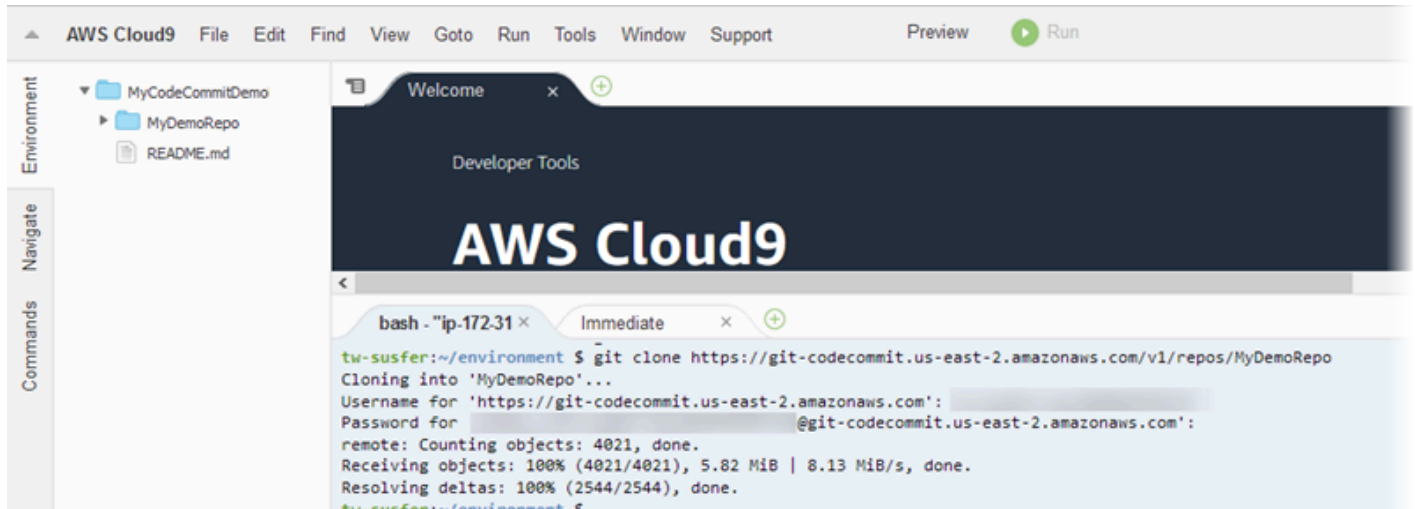 AWS Cloud9 File Edit Find View Goto Run Tools Window Support Preview Run
Environment
Navigate
Commands
MyCodeCommitDemo
MyDemoRepo
README.md
Welcome
Developer Tools
AWS Cloud9
bash - "ip-172-31 Immediate
tw-susfer:~/environment $ git clone https://git-codecommit.us-east-2.amazonaws.com/v1/repos/MyDemoRepo
Cloning into 'MyDemoRepo'...
Username for 'https://git-codecommit.us-east-2.amazonaws.com':
Password for @git-codecommit.us-east-2.amazonaws.com':
remote: Counting objects: 4021, done.
Receiving objects: 100% (4021/4021), 5.82 MiB | 8.13 MiB/s, done.
Resolving deltas: 100% (2544/2544), done.
tw-susfer:~/environment $